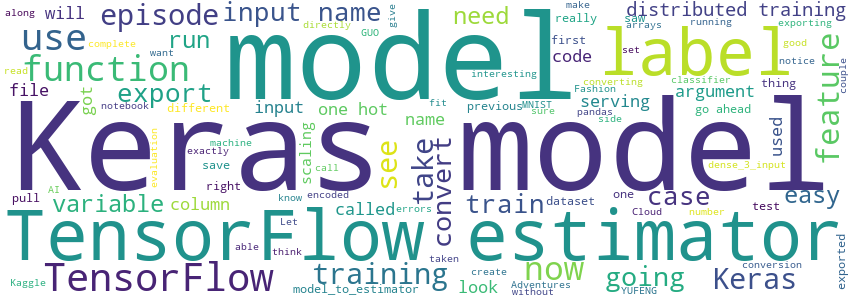 along will episode input name directly give make distributed training
complete GUO need really saw arrays running exporting
use run model first label
want code set good
function interesting converting classifier notice couple
read file got export different input one hot previous MNIST Fashion serving argument thing feature
notebook fit sure pandas go ahead
Keras model
machine exactly call scaling name see take convert side used
evaluation save right dense_3_input
AI know encoded train case one easy
pull variable column called errors dataset Cloud number test
Let able think taken
TensorFlow estimator
Kaggle TensorFlow training now going Keras conversion exported
model_to_estimator look create Adventures without YUFENG